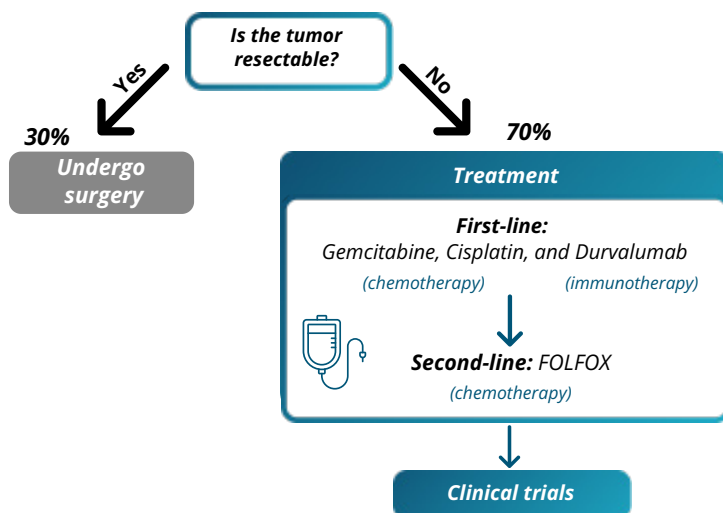 Is the tumor
resectable?
Yes
No
30%
70%
Undergo
surgery
Treatment
First-line:
Gemcitabine, Cisplatin, and Durvalumab
(chemotherapy) (immunotherapy)
Second-line: FOLFOX
(chemotherapy)
Clinical trials